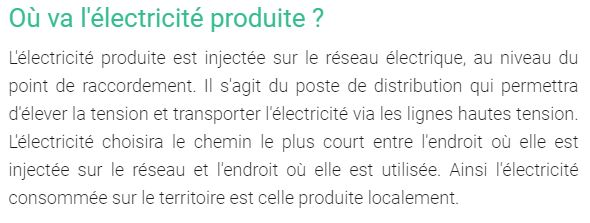 Où va l'électricité produite ?
L'électricité produite est injectée sur le réseau électrique, au niveau du
point de raccordement. Il s'agit du poste de distribution qui permettra
d'élever la tension et transporter l'électricité via les lignes hautes tension.
L'électricité choisira le chemin le plus court entre l'endroit où elle est
injectée sur le réseau et l'endroit où elle est utilisée. Ainsi l'électricité
consommée sur le territoire est celle produite localement.